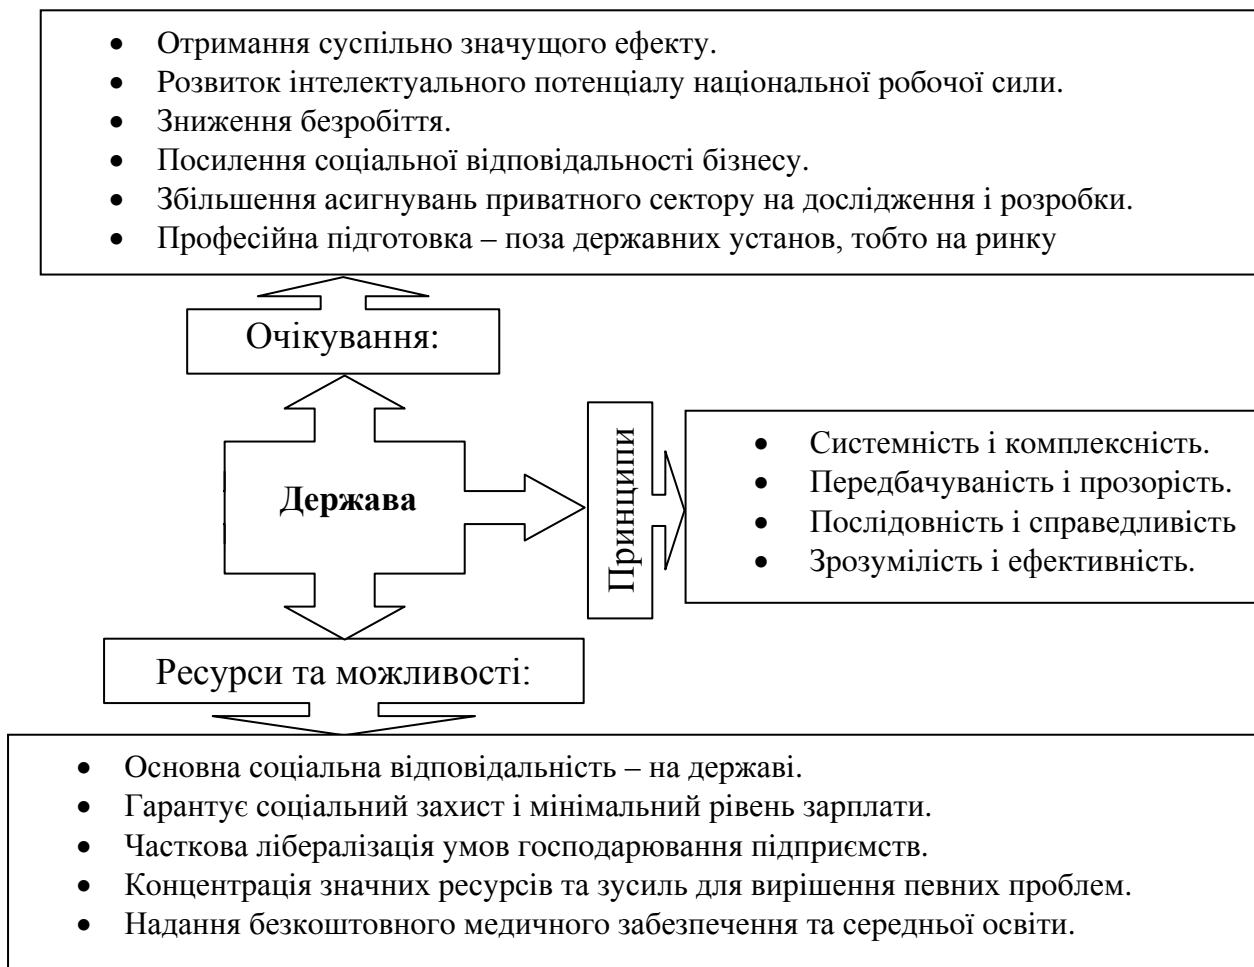 • Отримання суспільно значущого ефекту.
• Розвиток інтелектуального потенціалу національної робочої сили.
• Зниження безробіття.
• Посилення соціальної відповідальності бізнесу.
• Збільшення асигнувань приватного сектору на дослідження і розробки.
• Професійна підготовка – поза державних установ, тобто на ринку
Очікування:
Держава
Принципи
• Системність і комплексність.
• Передбачуваність і прозорість.
• Послідовність і справедливість
• Зрозумілість і ефективність.
Ресурси та можливості:
• Основна соціальна відповідальність – на державі.
• Гарантує соціальний захист і мінімальний рівень зарплати.
• Часткова лібералізація умов господарювання підприємств.
• Концентрація значних ресурсів та зусиль для вирішення певних проблем.
• Надання безкоштовного медичного забезпечення та середньої освіти.